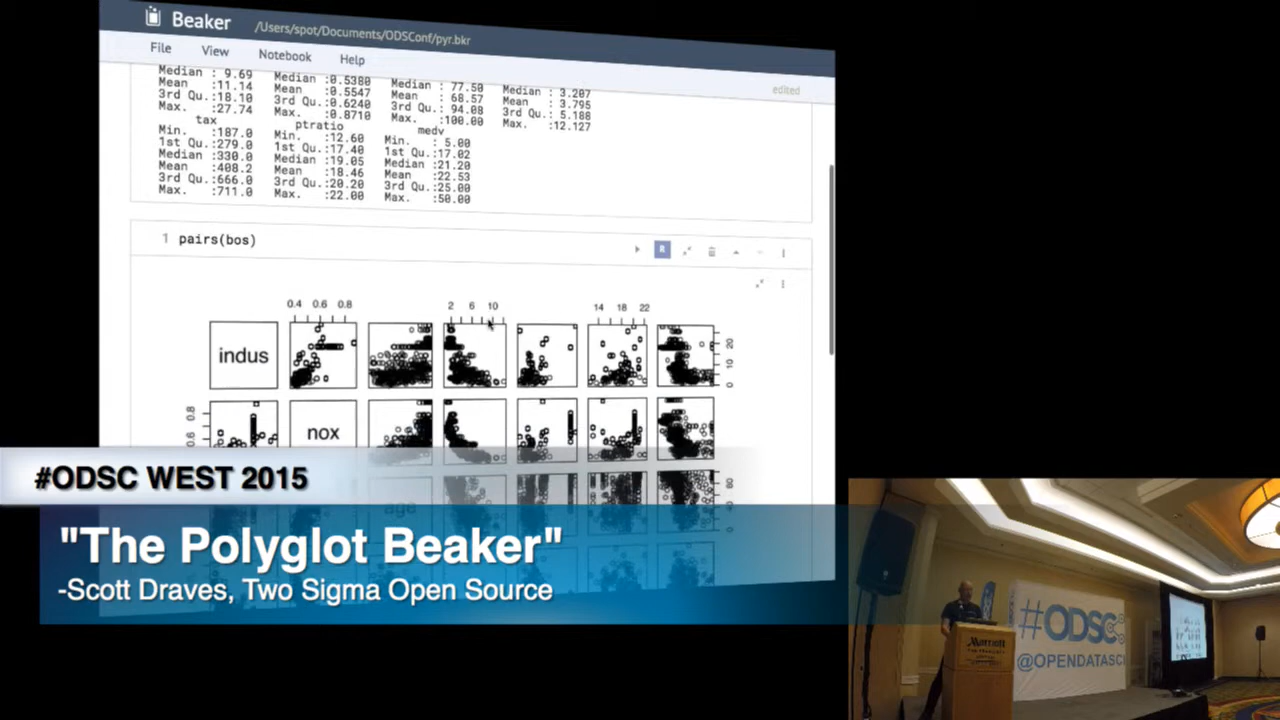 Beaker /Users/spot/Documents/ODSConf/pyr.bkr
File View Notebook Help
edited
Median : 9.69 Median :0.5380 Median : 77.50 Median : 3.207
Mean :11.14 Mean :0.5547 Mean : 68.57 Mean : 3.795
3rd Qu.:18.10 3rd Qu.:0.6240 3rd Qu.: 94.08 3rd Qu.: 5.188
Max. :27.74 Max. :0.8710 Max. :100.00 Max. :12.127
tax ptratio medv
Min. :187.0 Min. :12.60 Min. : 5.00
1st Qu.:279.0 1st Qu.:17.40 1st Qu.:17.02
Median :330.0 Median :19.05 Median :21.20
Mean :408.2 Mean :18.46 Mean :22.53
3rd Qu.:666.0 3rd Qu.:20.20 3rd Qu.:25.00
Max. :711.0 Max. :22.00 Max. :50.00
1 pairs(bos)
R
0.4 0.6 0.8 2 6 10 14 18 22
indus
0 10 20
0.6 0.8
nox
age
#ODSC WEST 2015
"The Polyglot Beaker"
-Scott Draves, Two Sigma Open Source
Marriott
#ODSC
@OPENDATASCI